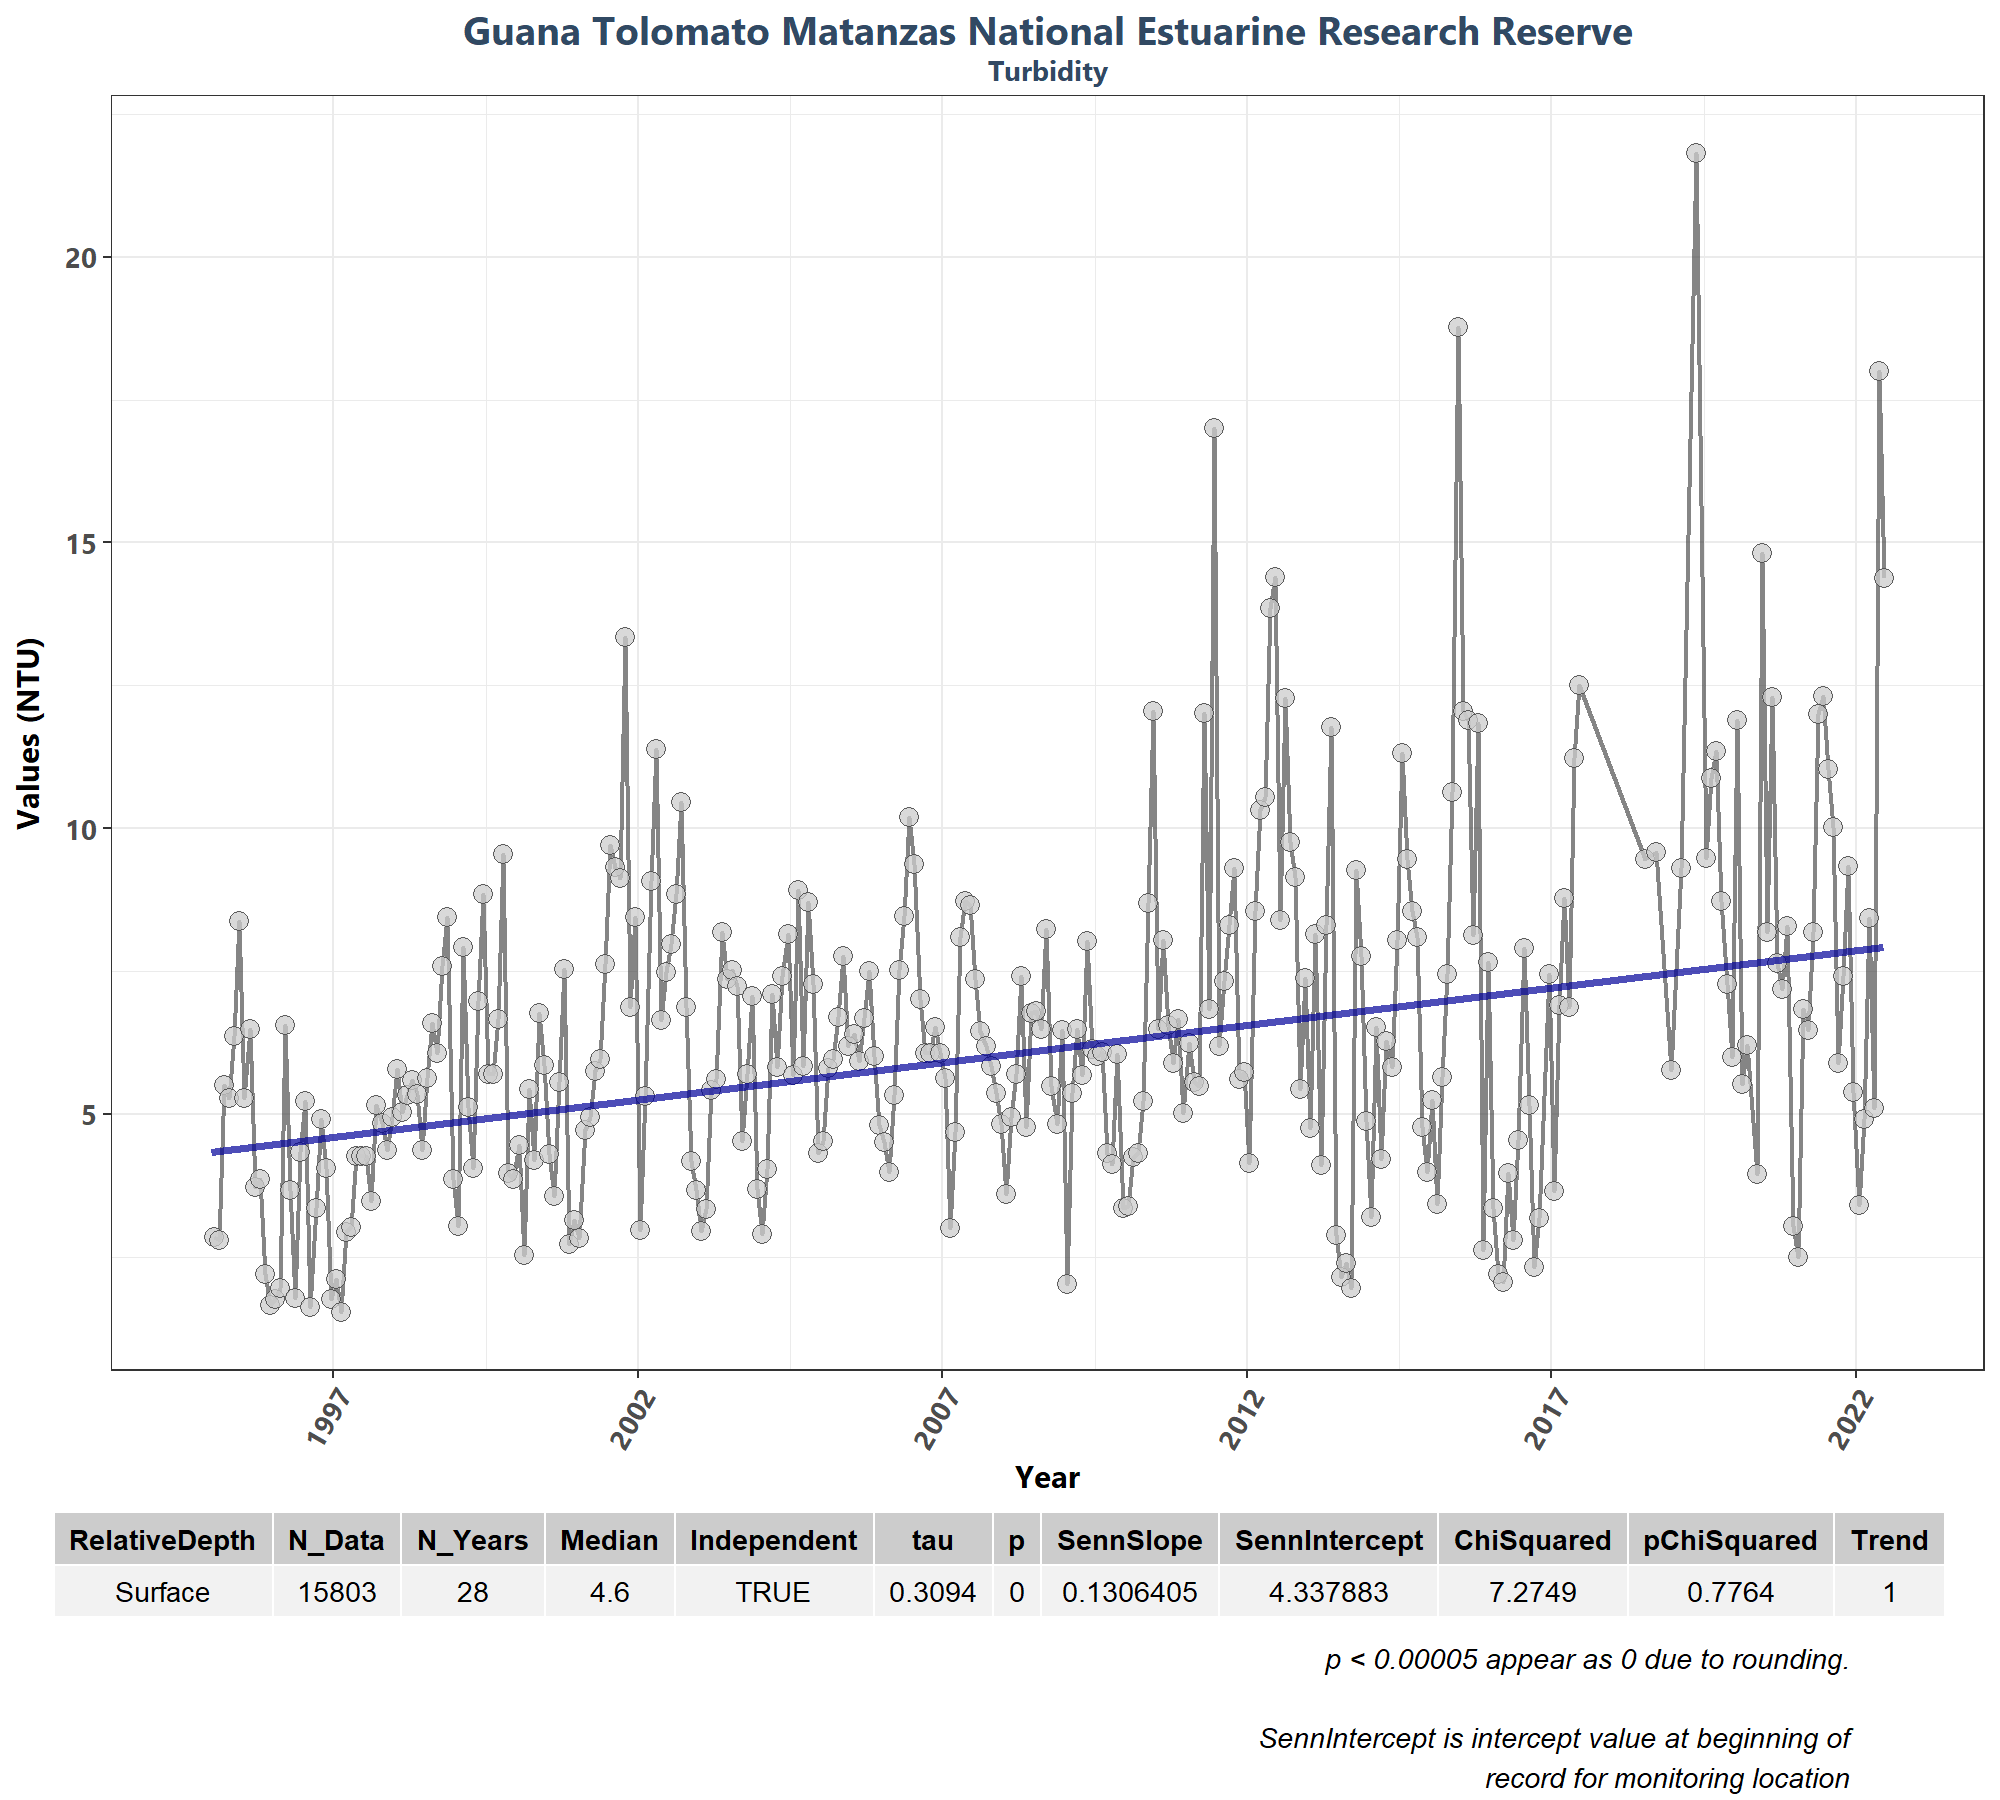 Guana Tolomato Matanzas National Estuarine Research Reserve
Turbidity
20
15
10
5
Values (NTU)
1997
2002
2007
2012
2017
2022
Year
RelativeDepth N_Data N_Years Median Independent tau p SennSlope SennIntercept ChiSquared pChiSquared Trend
Surface 15803 28 4.6 TRUE 0.3094 0 0.1306405 4.337883 7.2749 0.7764 1
p < 0.00005 appear as 0 due to rounding.
SennIntercept is intercept value at beginning of
record for monitoring location